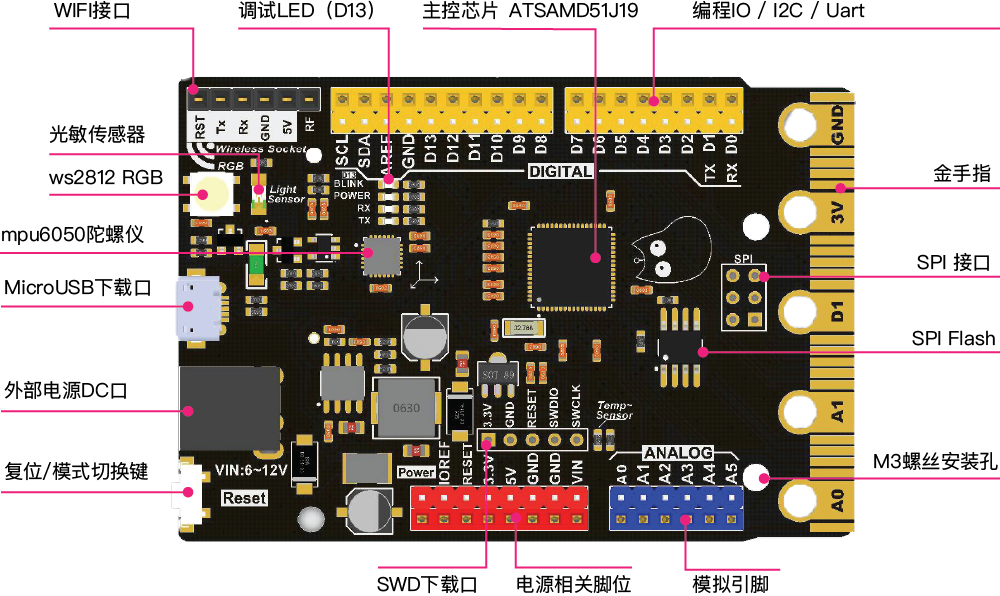 WIFI接口
调试LED（D13）
主控芯片 ATSAMD51J19
编程IO / I2C / Uart
光敏传感器
ws2812 RGB
mpu6050陀螺仪
MicroUSB下载口
外部电源DC口
复位/模式切换键
金手指
SPI 接口
SPI Flash
M3螺丝安装孔
SWD下载口
电源相关脚位
模拟引脚
RST
Tx
Rx
GND
5V
RF
Wireless Socket
RGB
Light
Sensor
SCL
SDA
AREF
GND
D13
D12
D11
D10
D9
D8
D7
D6
D5
D4
D3
D2
D1
D0
TX
RX
DIGITAL
D13
BLINK
POWER
RX
TX
GND
3V
D1
A1
A0
SPI
SOT 89
0630
3.3V
GND
RESET
SWDIO
SWCLK
Temp~
Sensor
VIN:6~12V
Reset
Power
IOREF
RESET
3.3V
5V
GND
GND
VIN
ANALOG
A0
A1
A2
A3
A4
A5